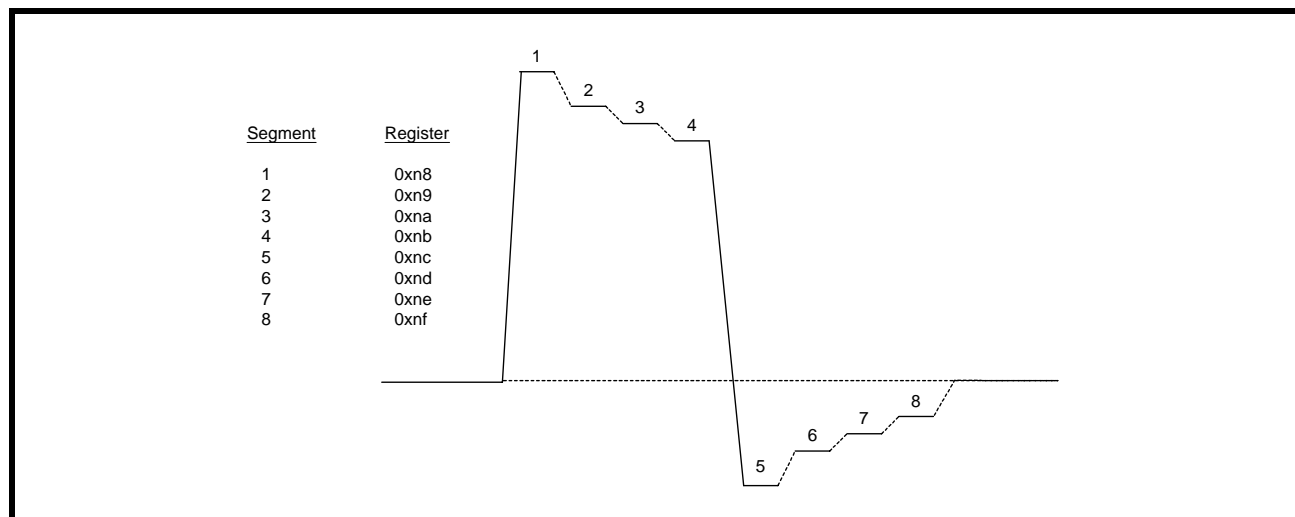 Segment Register
1 0xn8
2 0xn9
3 0xna
4 0xnb
5 0xnc
6 0xnd
7 0xne
8 0xnf
1
2
3
4
5
6
7
8